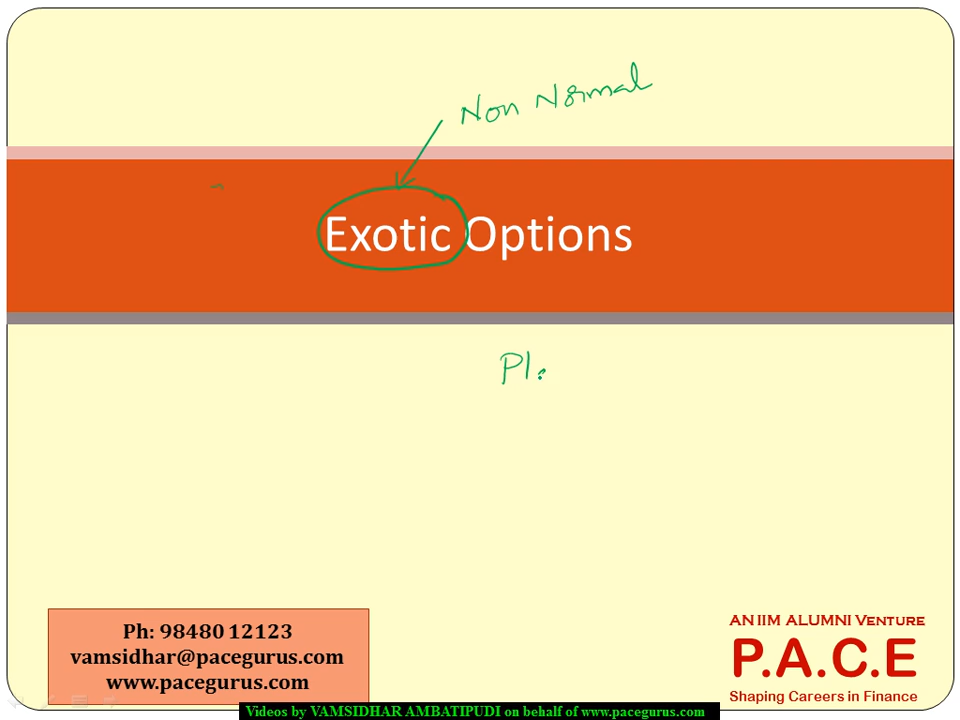 Non Normal
Exotic Options
Ph: 98480 12123
vamsidhar@pacegurus.com
www.pacegurus.com
AN IIM ALUMNI VENTURE
P.A.C.E
Shaping Careers in Finance
Videos by VAMSIDHAR AMBATIPUDI on behalf of www.pacegurus.com